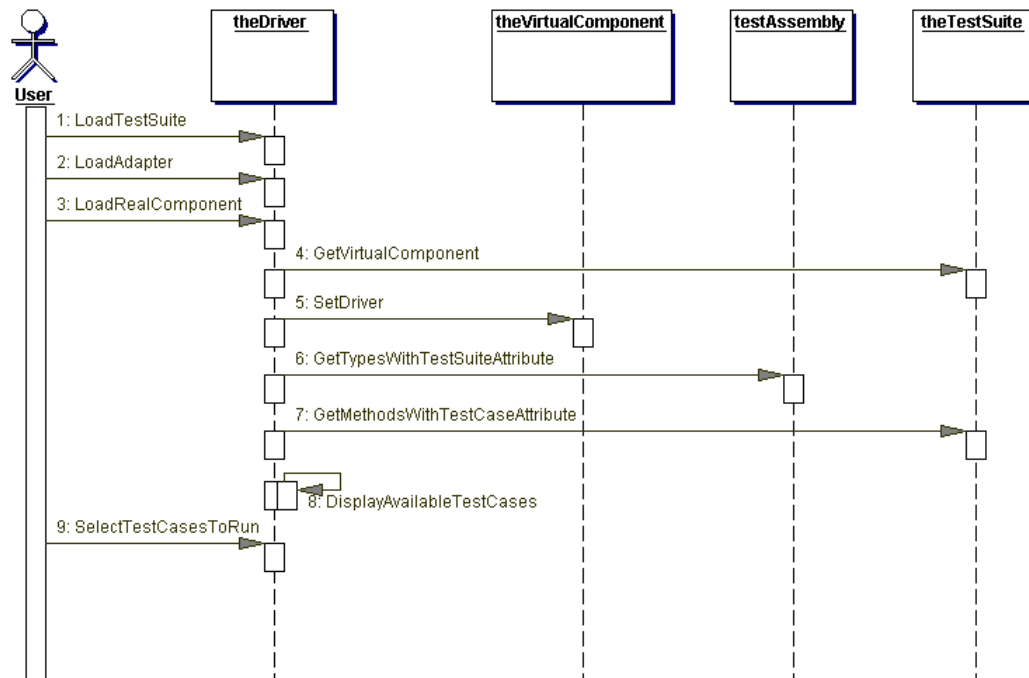 theDriver
theVirtualComponent
testAssembly
theTestSuite
User
1: LoadTestSuite
2: LoadAdapter
3: LoadRealComponent
4: GetVirtualComponent
5: SetDriver
6: GetTypesWithTestSuiteAttribute
7: GetMethodsWithTestCaseAttribute
8: DisplayAvailableTestCases
9: SelectTestCasesToRun